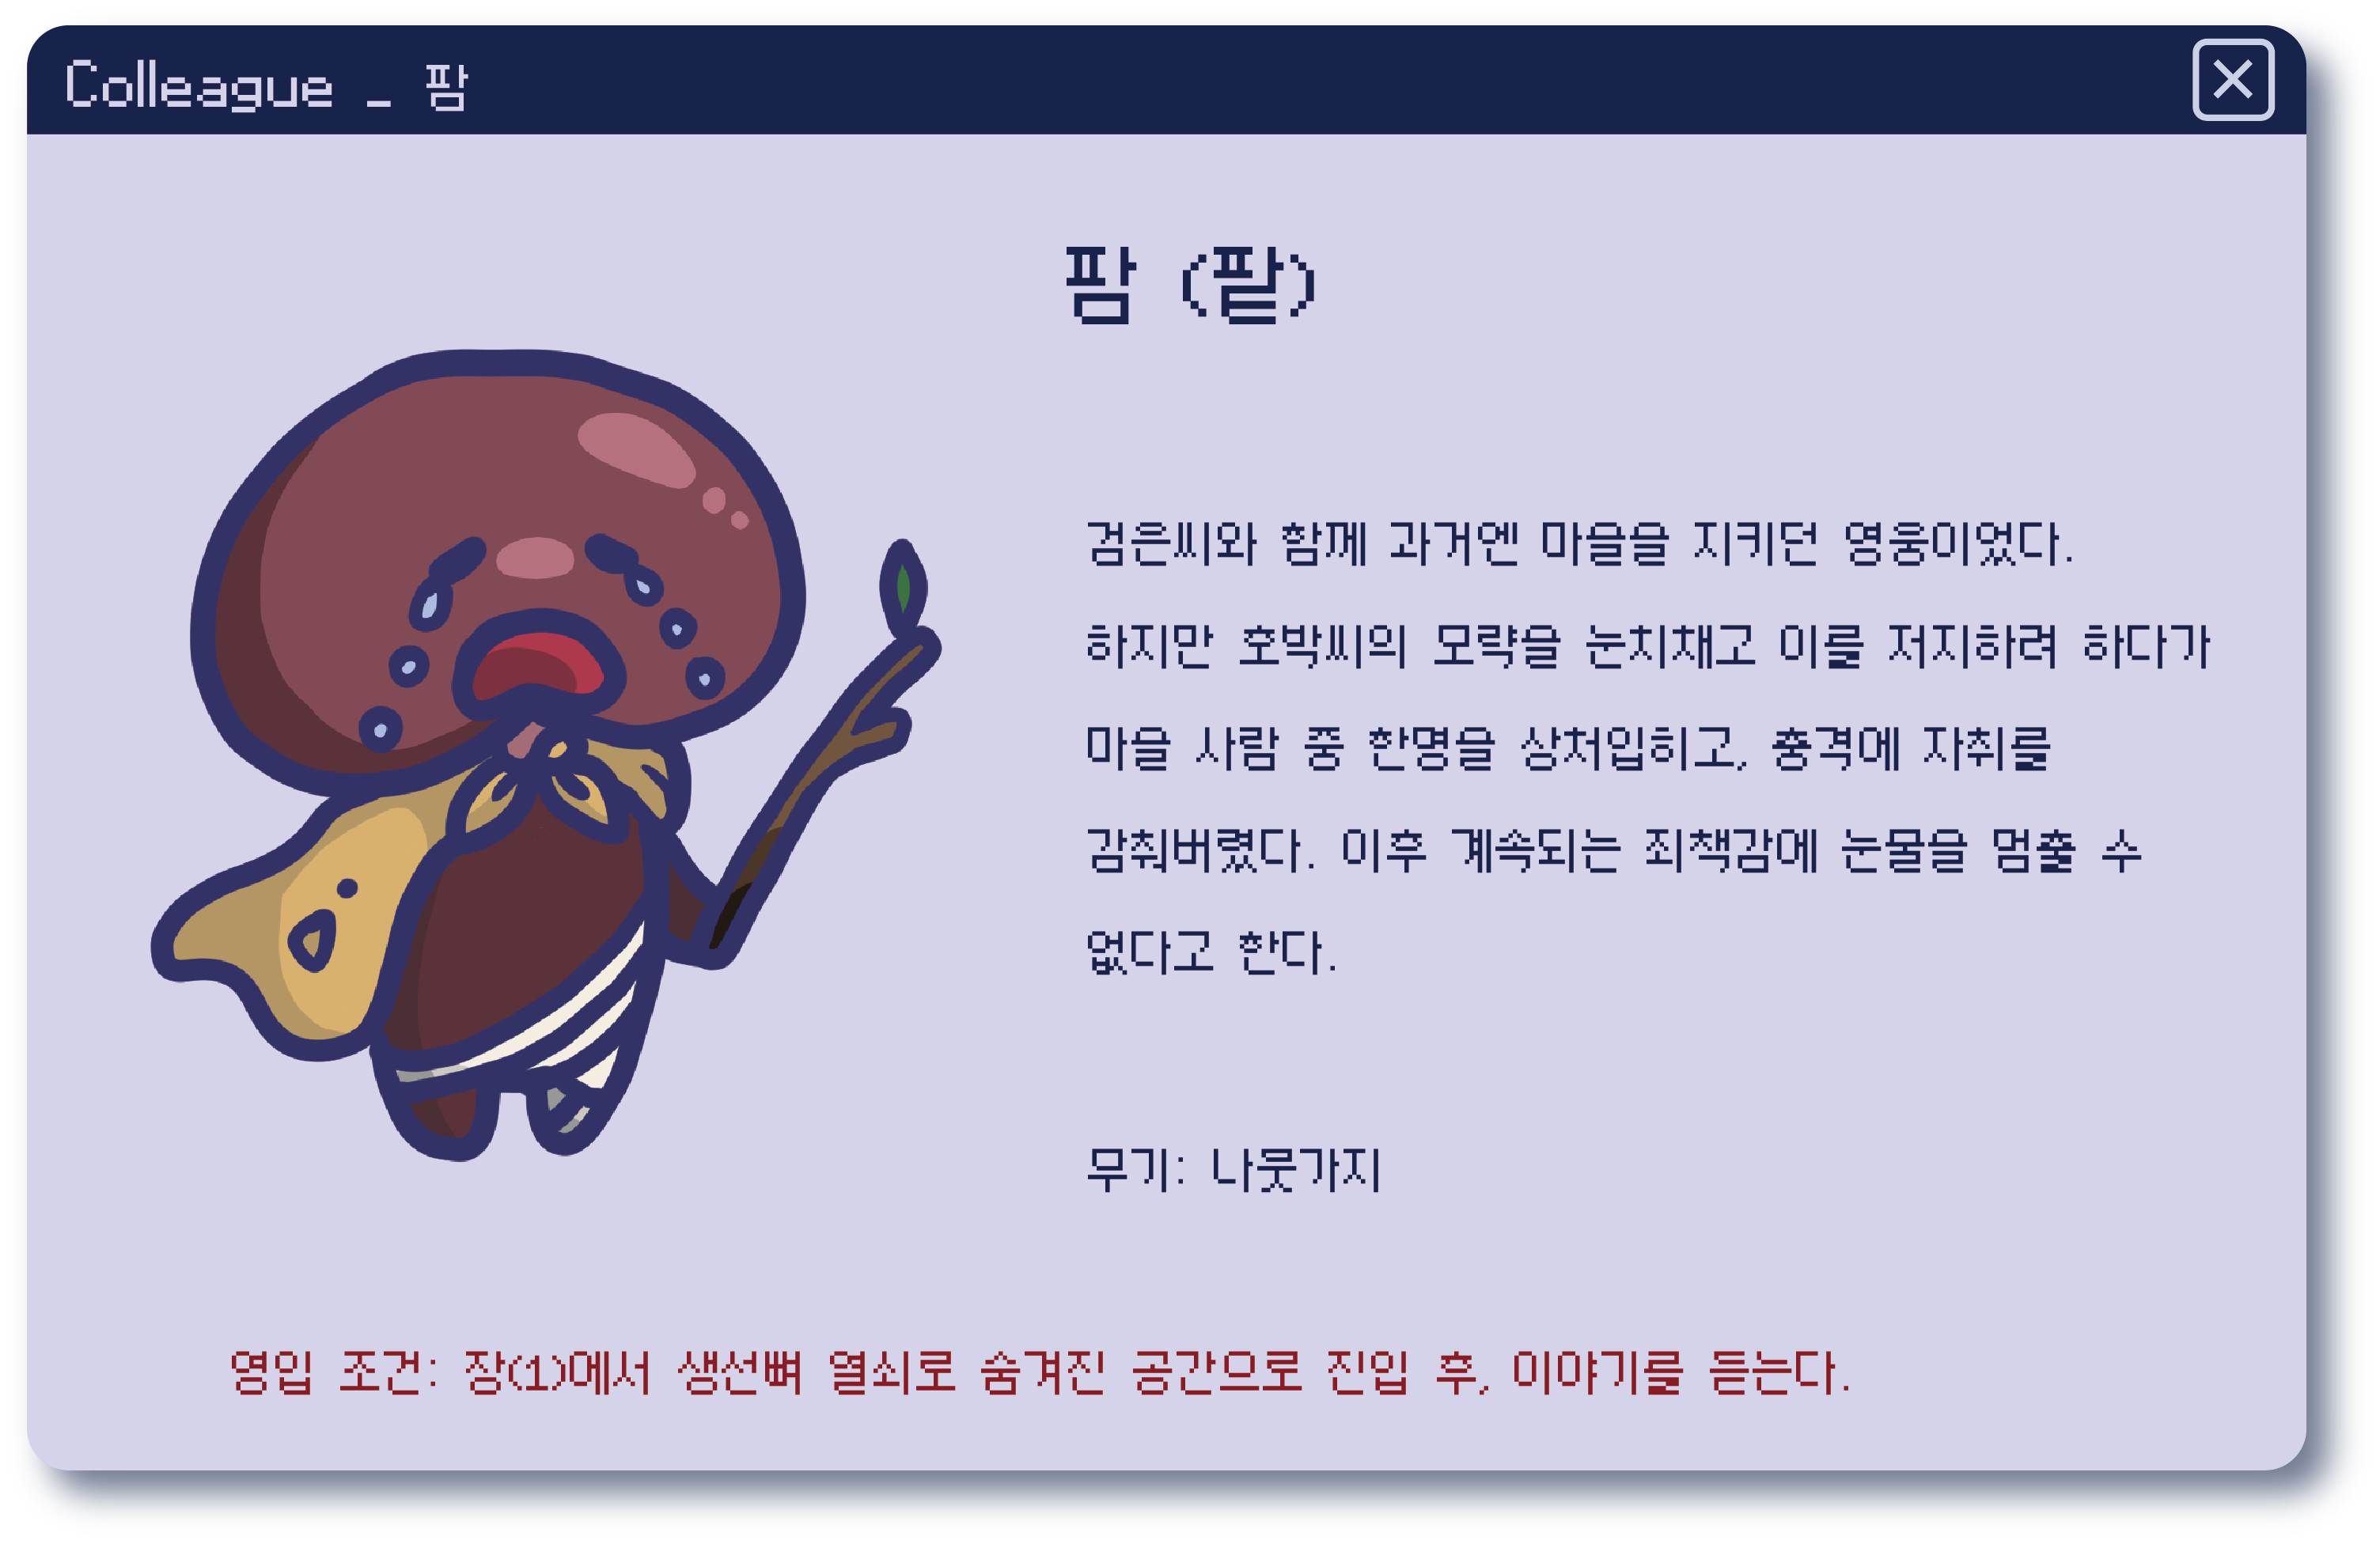 Colleague _ 팜
팜 (팥)
검은씨와 함께 과거엔 마을을 지키던 영웅이었다.
하지만 호박씨의 모략을 눈치채고 이를 저지하려 하다가
마을 사람 중 한명을 상처입히고, 충격에 자취를
감춰버렸다. 이후 계속되는 죄책감에 눈물을 멈출 수
없다고 한다.
무기: 나뭇가지
영입 조건: 장(1)에서 생선뼈 열쇠로 숨겨진 공간으로 진입 후, 이야기를 듣는다.